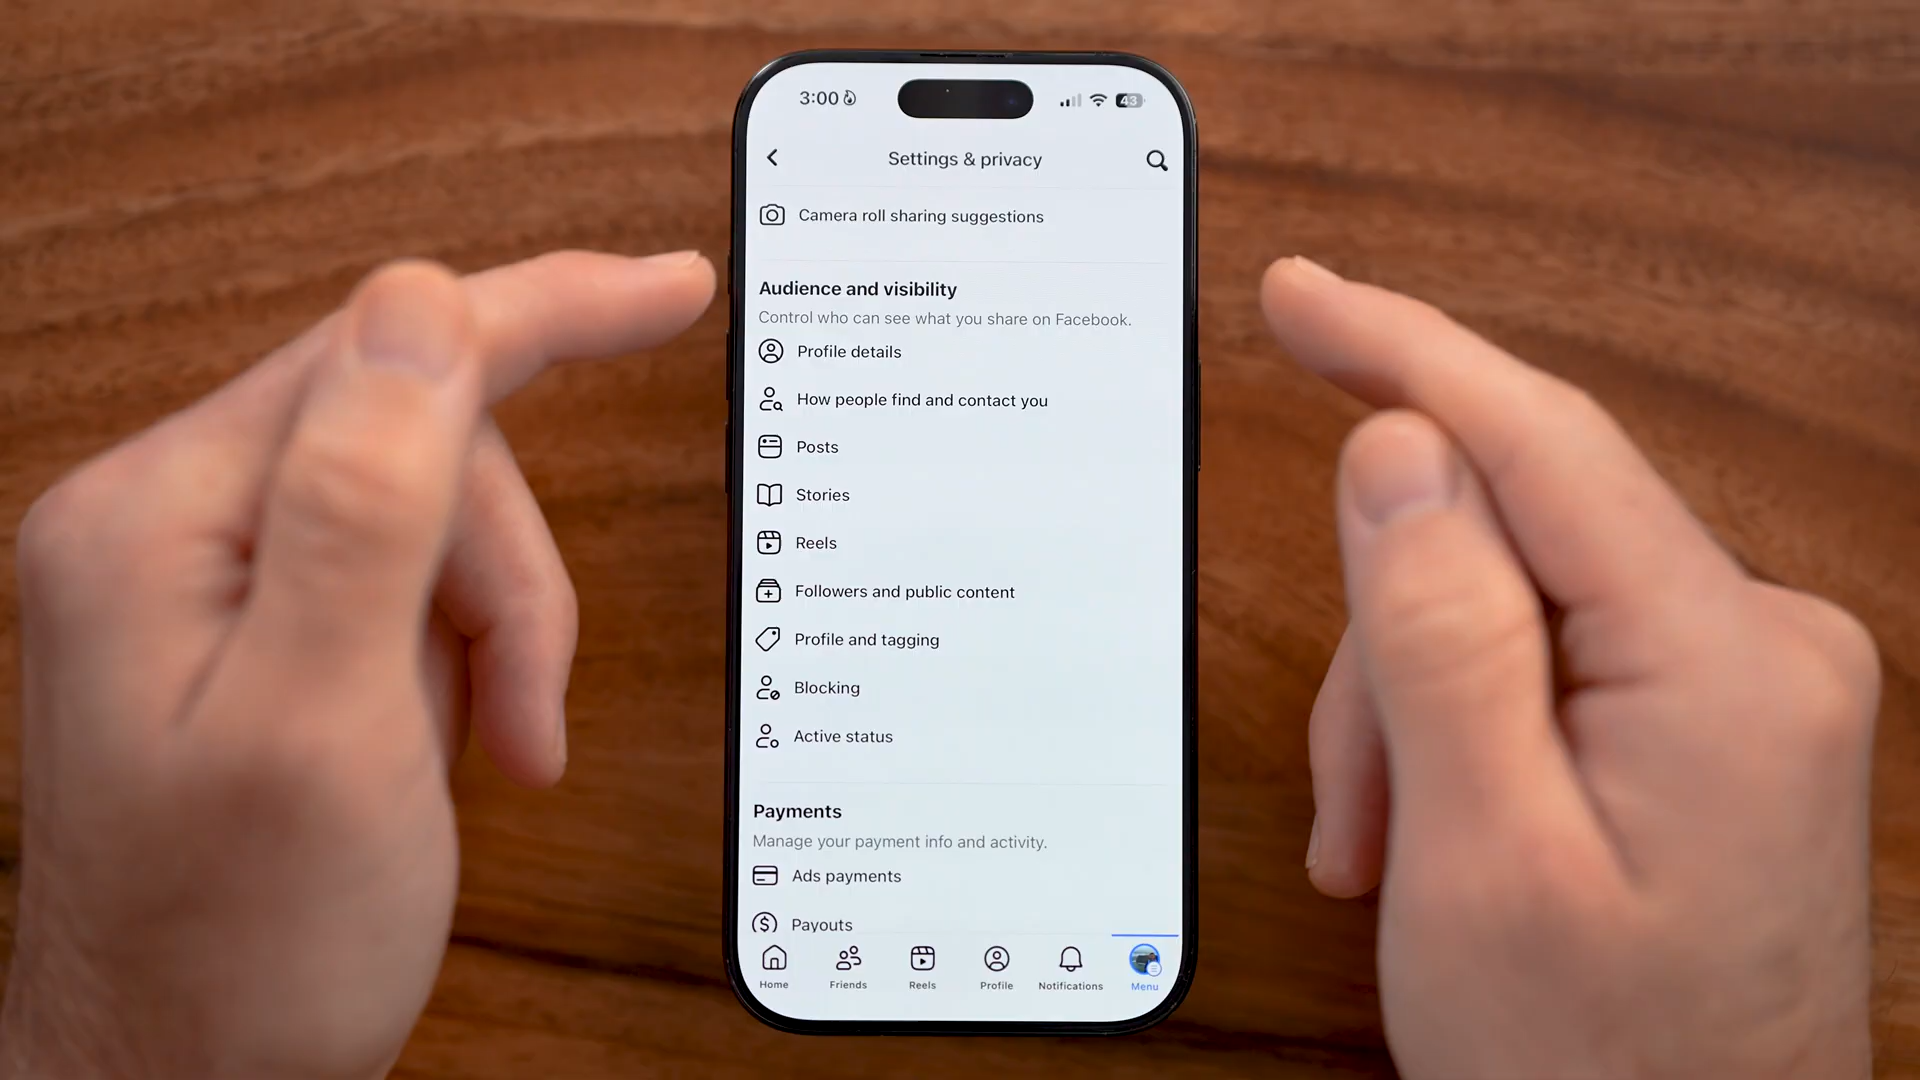 3:00
43
Settings & privacy
Camera roll sharing suggestions
Audience and visibility
Control who can see what you share on Facebook.
Profile details
How people find and contact you
Posts
Stories
Reels
Followers and public content
Profile and tagging
Blocking
Active status
Payments
Manage your payment info and activity.
Ads payments
Payouts
Home
Friends
Reels
Profile
Notifications
Menu